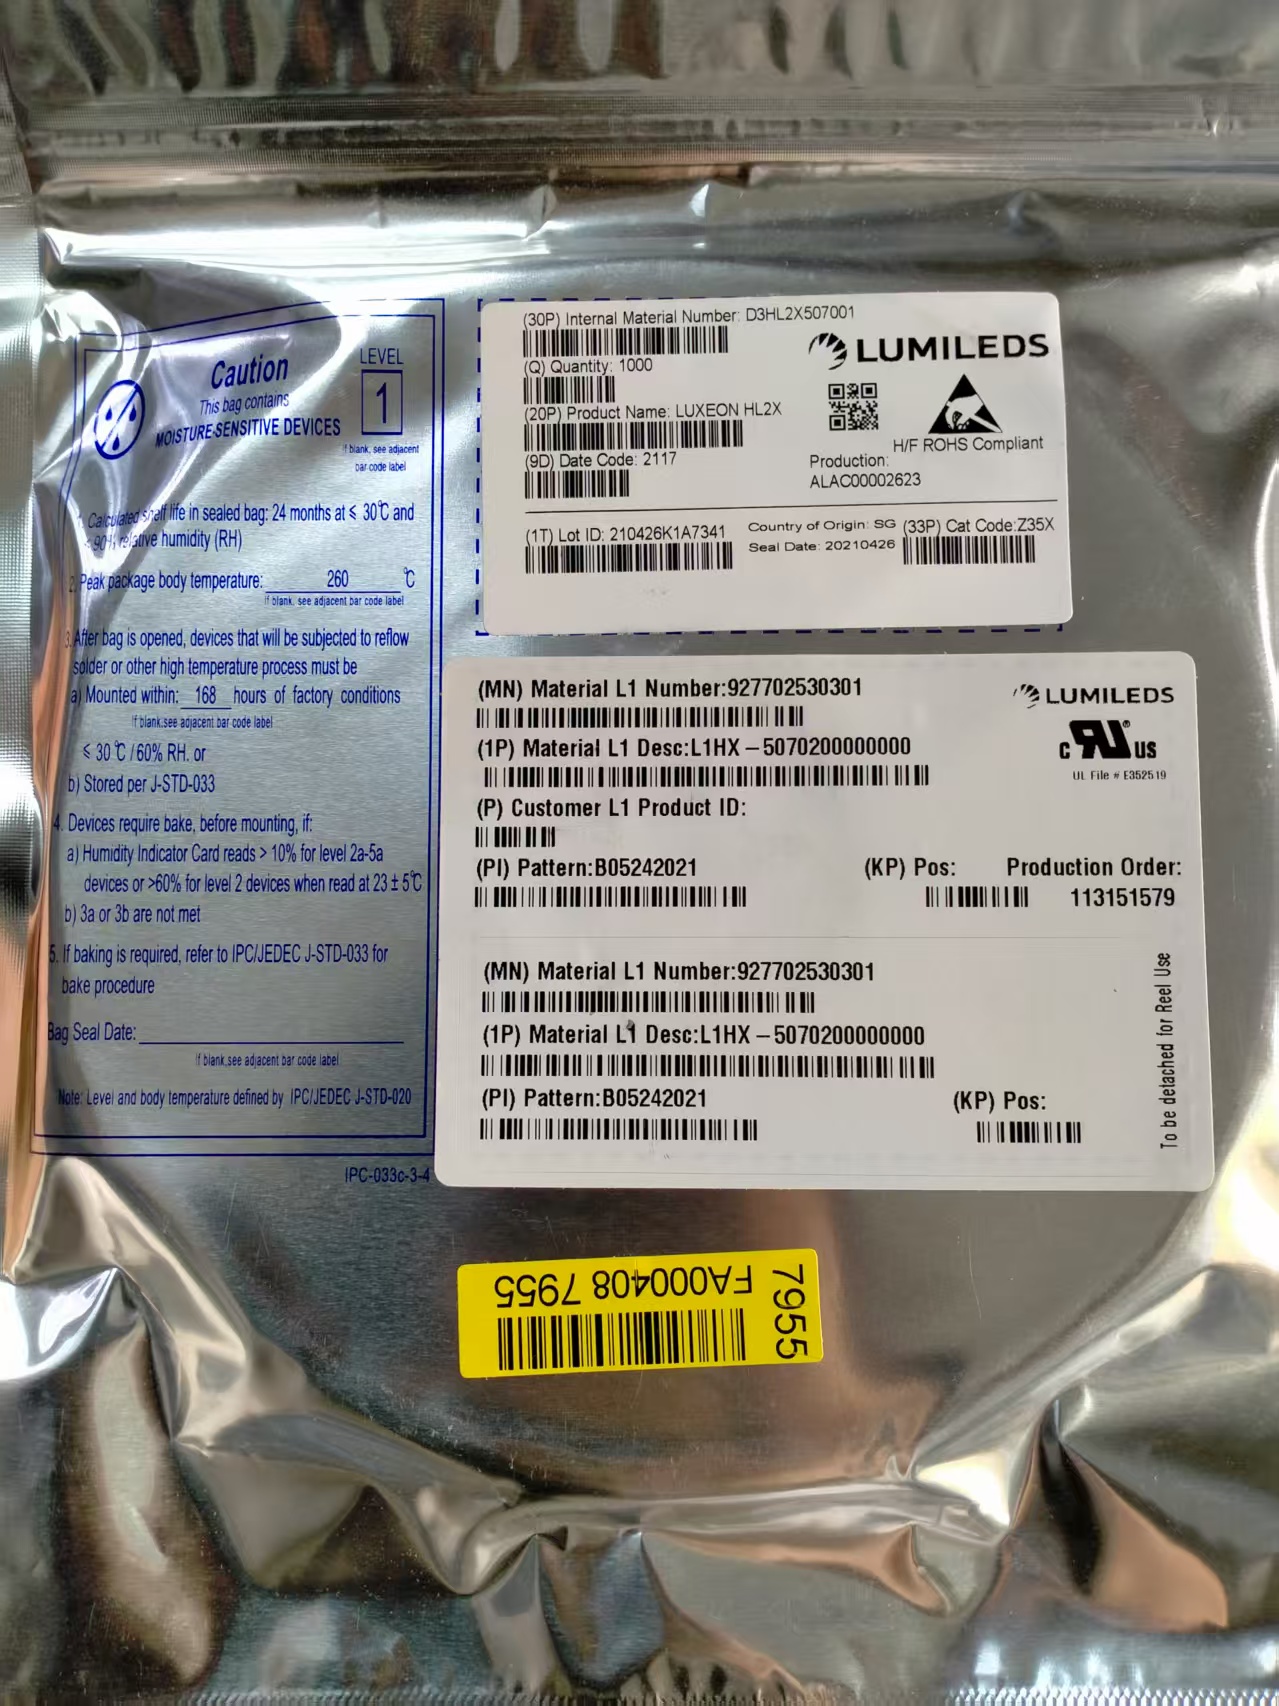 Caution
This bag contains
MOISTURE-SENSITIVE DEVICES
LEVEL
1
If blank, see adjacent
bar code label
1. Calculated shelf life in sealed bag: 24 months at ≤ 30℃ and
< 90% relative humidity (RH)
2. Peak package body temperature: 260 ℃
If blank, see adjacent bar code label
3. After bag is opened, devices that will be subjected to reflow
solder or other high temperature process must be
a) Mounted within: 168 hours of factory conditions
If blank,see adjacent bar code label
≤ 30℃/60% RH. or
b) Stored per J-STD-033
4. Devices require bake, before mounting, if:
a) Humidity Indicator Card reads > 10% for level 2a-5a
devices or >60% for level 2 devices when read at 23 ± 5℃
b) 3a or 3b are not met
5. If baking is required, refer to IPC/JEDEC J-STD-033 for
bake procedure
Bag Seal Date:
If blank,see adjacent bar code label
Note: Level and body temperature defined by IPC/JEDEC J-STD-020
IPC-033c-3-4
(30P) Internal Material Number: D3HL2X507001
LUMILEDS
(Q) Quantity: 1000
(20P) Product Name: LUXEON HL2X
H/F ROHS Compliant
(9D) Date Code: 2117
Production:
ALAC00002623
(1T) Lot ID: 210426K1A7341
Country of Origin: SG
Seal Date: 20210426
(33P) Cat Code:Z35X
(MN) Material L1 Number:927702530301
LUMILEDS
(1P) Material L1 Desc:L1HX – 5070200000000
c RU ® US
UL File # E352519
(P) Customer L1 Product ID:
(PI) Pattern:B05242021
(KP) Pos:
Production Order:
113151579
(MN) Material L1 Number:927702530301
(1P) Material L1 Desc:L1HX – 5070200000000
(PI) Pattern:B05242021
(KP) Pos:
To be detached for Reel Use
FA000408 7955
7955